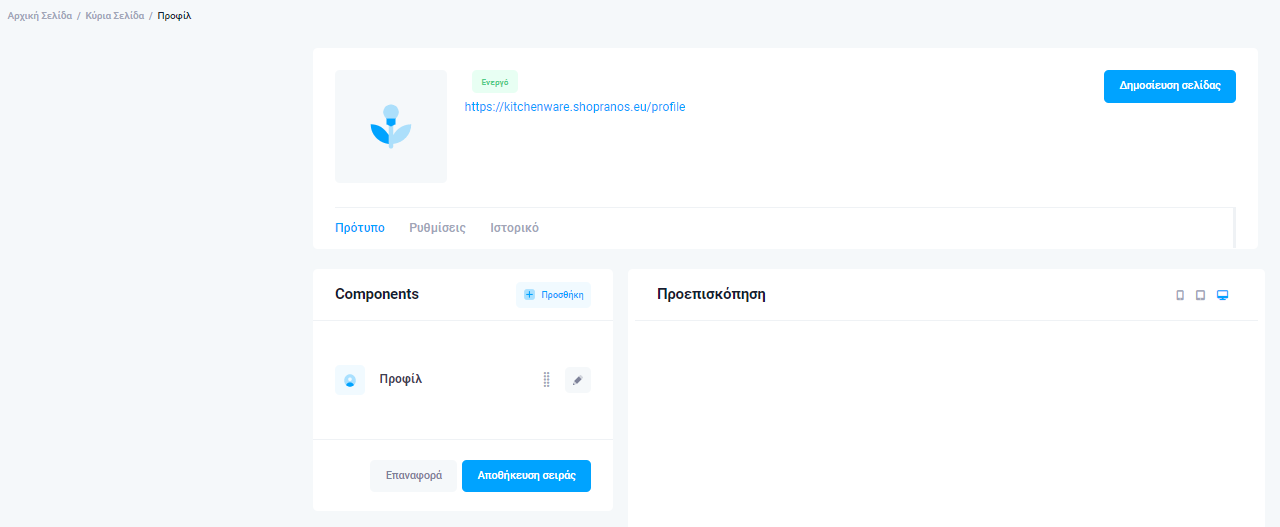 Αρχική Σελίδα / Κύρια Σελίδα / Προφίλ
Ενεργό
https://kitchenware.shopranos.eu/profile
Δημοσίευση σελίδας
Πρότυπο Ρυθμίσεις Ιστορικό
Components
Προσθήκη
Προφίλ
Επαναφορά
Αποθήκευση σειράς
Προεπισκόπηση